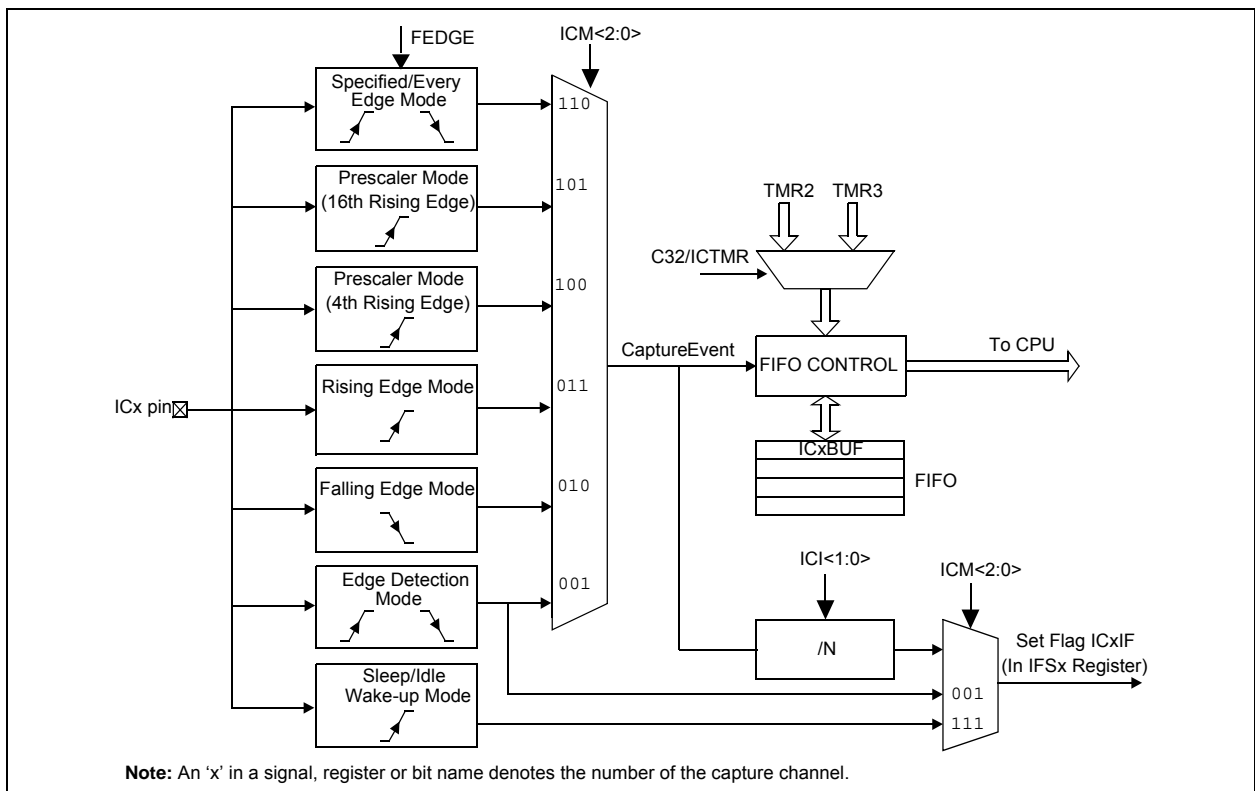 FEDGE
ICM<2:0>
Specified/Every
Edge Mode
110
Prescaler Mode
(16th Rising Edge)
101
TMR2
TMR3
C32/ICTMR
Prescaler Mode
(4th Rising Edge)
100
CaptureEvent
FIFO CONTROL
To CPU
ICx pin
Rising Edge Mode
011
ICxBUF
FIFO
Falling Edge Mode
010
Edge Detection
Mode
001
ICI<1:0>
ICM<2:0>
/N
Set Flag ICxIF
(In IFSx Register)
Sleep/Idle
Wake-up Mode
001
111
Note: An ‘x’ in a signal, register or bit name denotes the number of the capture channel.